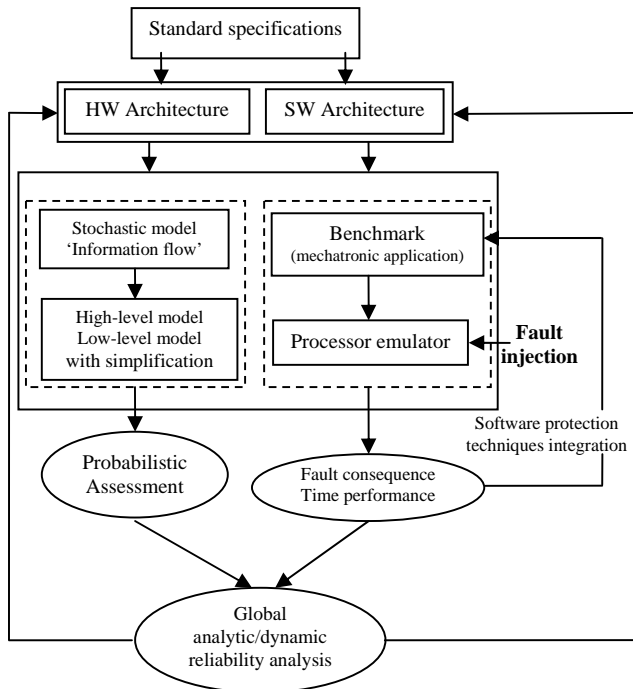 Standard specifications
HW Architecture
SW Architecture
Stochastic model
‘Information flow’
High-level model
Low-level model
with simplification
Benchmark
(mechatronic application)
Processor emulator
Fault
injection
Software protection
techniques integration
Probabilistic
Assessment
Fault consequence
Time performance
Global
analytic/dynamic
reliability analysis